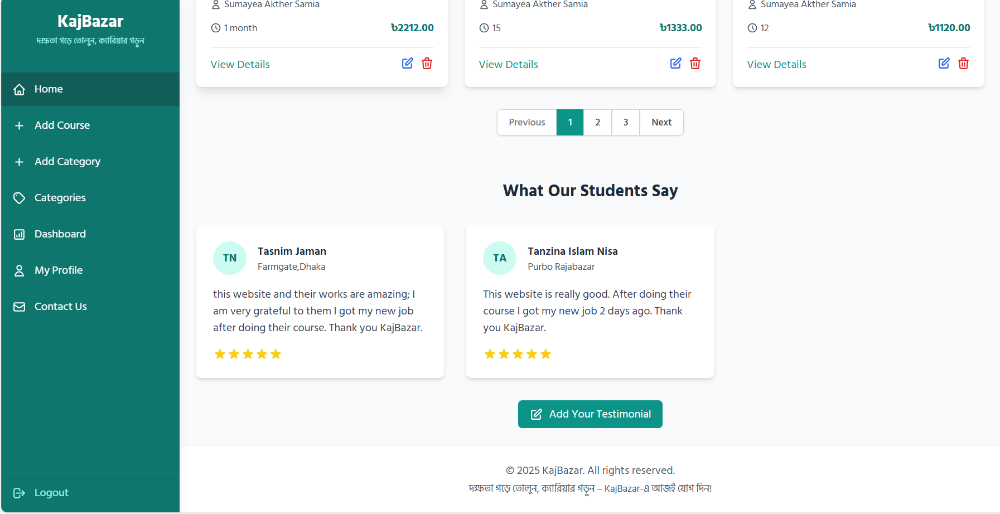 KajBazar
দক্ষতা গড়ে তোলুন, ক্যারিয়ার গড়ুন
Home
Add Course
Add Category
Categories
Dashboard
My Profile
Contact Us
Logout
Sumayea Akther Samia
1 month ৳2212.00
View Details
Sumayea Akther Samia
15 ৳1333.00
View Details
Sumayea Akther Samia
12 ৳1120.00
View Details
Previous 1 2 3 Next
What Our Students Say
TN
Tasnim Jaman
Farmgate,Dhaka
this website and their works are amazing; I
am very grateful to them I got my new job
after doing their course. Thank you KajBazar.
TA
Tanzina Islam Nisa
Purbo Rajabazar
This website is really good. After doing their
course I got my new job 2 days ago. Thank
you KajBazar.
Add Your Testimonial
© 2025 KajBazar. All rights reserved.
দক্ষতা গড়ে তোলুন, ক্যারিয়ার গড়ুন – KajBazar-এ আজই যোগ দিন!